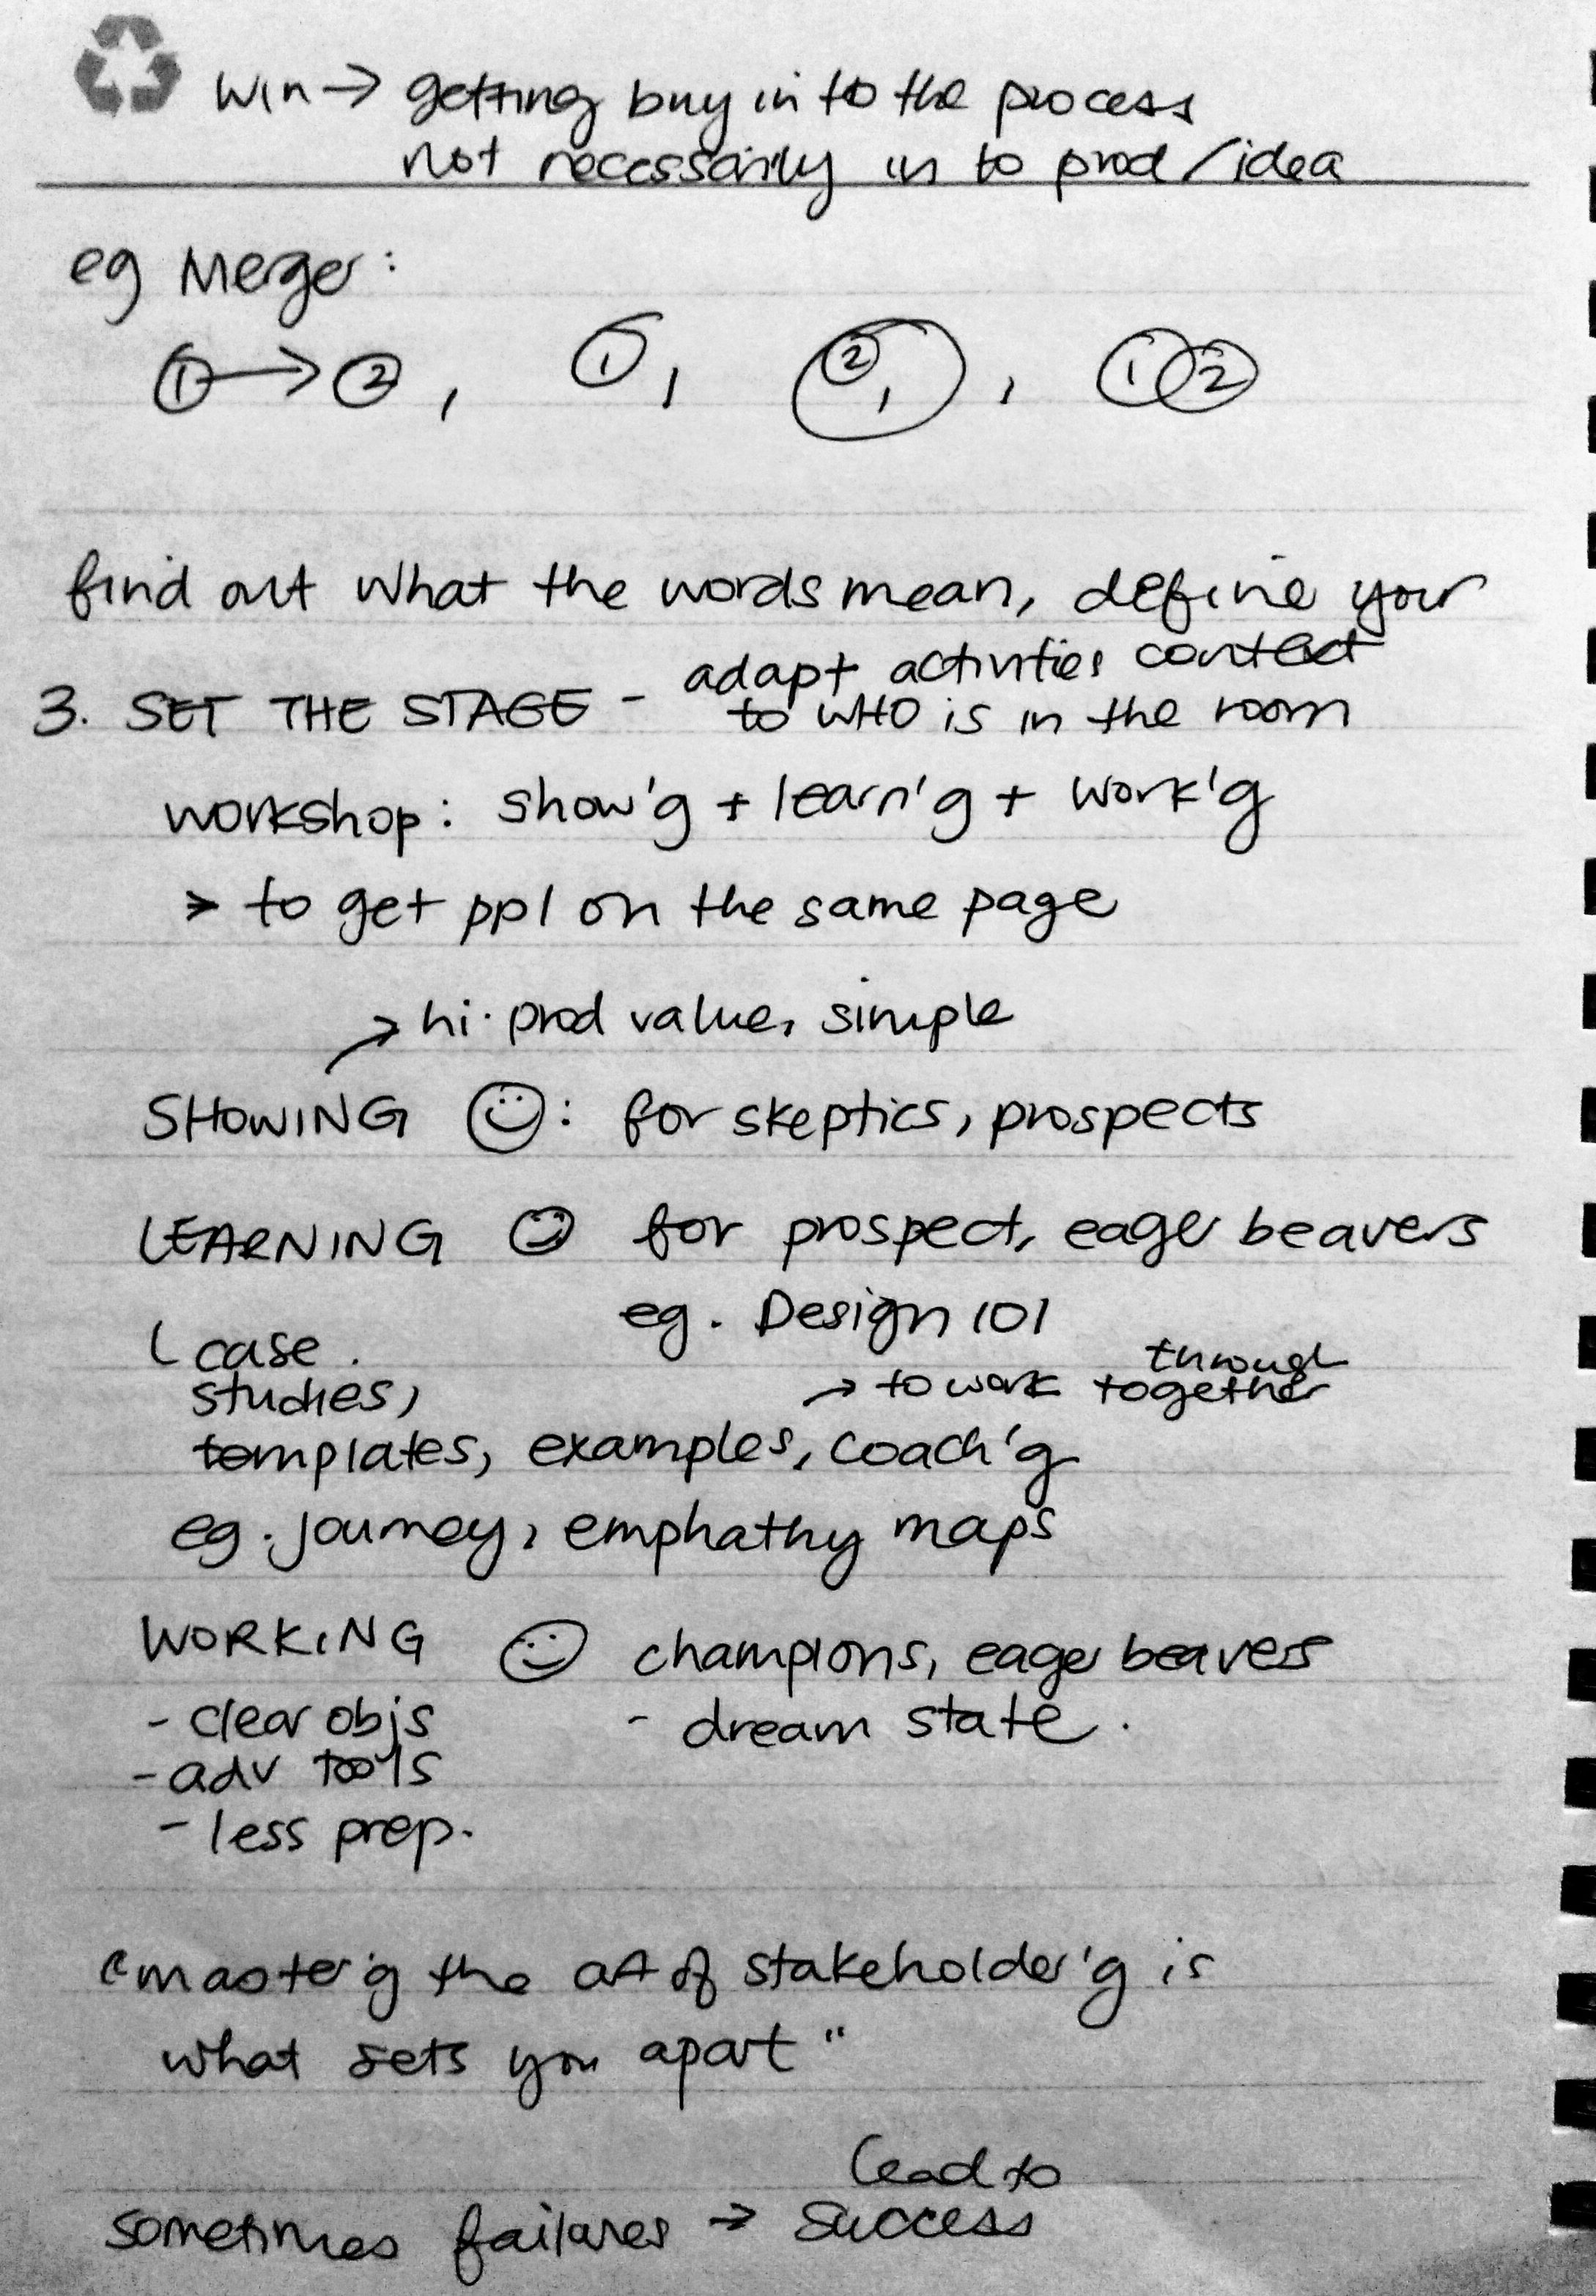 win → getting buy in to the process
not necessarily in to prod/idea
eg Merger:
① → ②, ①, ② 1, 1 2
find out what the words mean, define your
context
3. SET THE STAGE - adapt activities
to WHO is in the room
workshop: show'g + learn'g + work'g
> to get ppl on the same page
→ hi. prod value, simple
SHOWING : for skeptics, prospects
LEARNING for prospect, eager beavers
eg. Design 101
case
studies,
→ to work through
together
templates, examples, coach'g
eg. journey, emphathy maps
WORKING champions, eager beavers
- clear objs - dream state.
- adv tools
- less prep.
"master'g the art of stakeholder'g is
what sets you apart"
lead to
sometimes failures → success